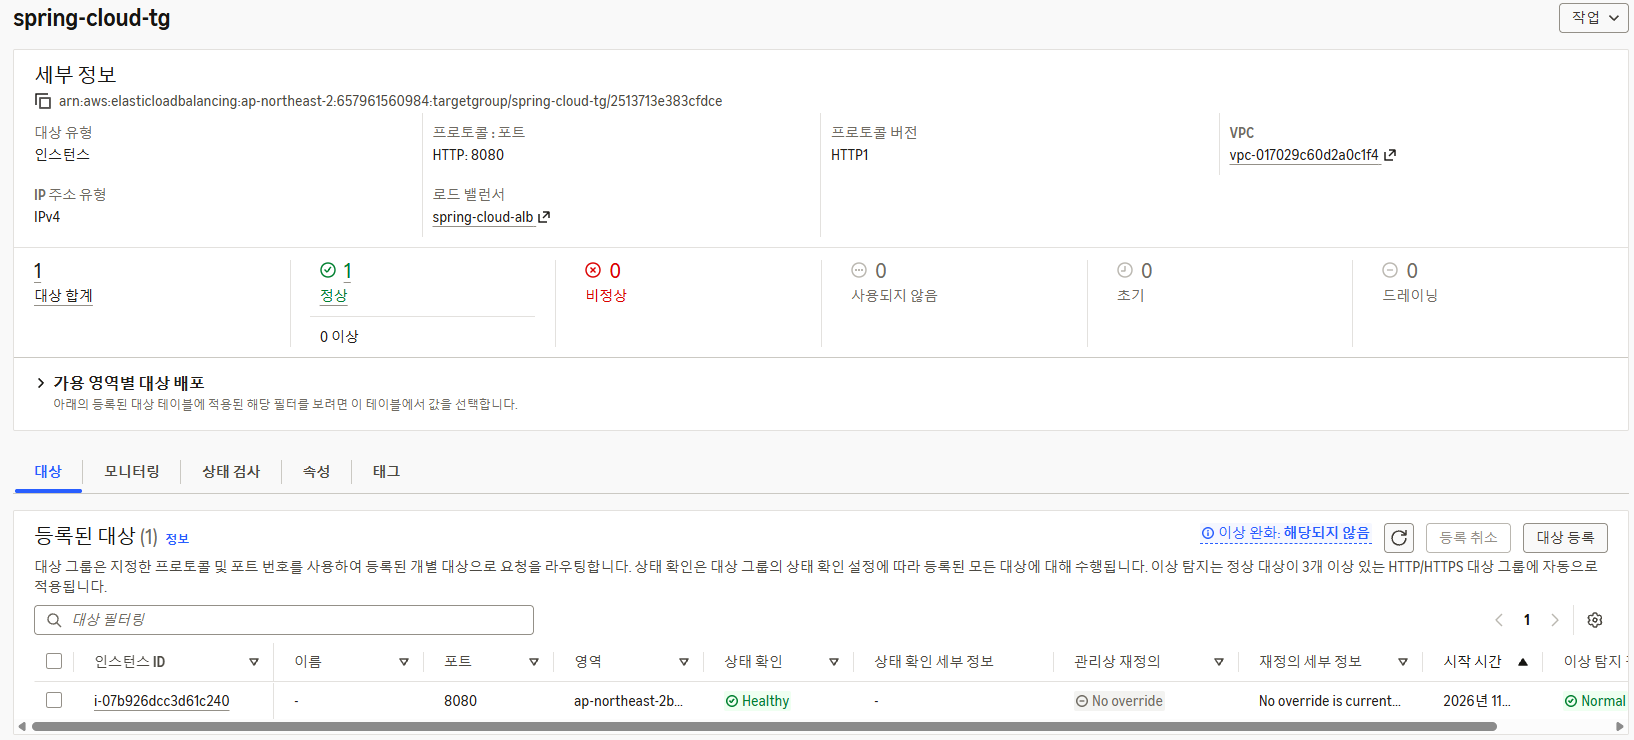 spring-cloud-tg
작업
세부 정보
arn:aws:elasticloadbalancing:ap-northeast-2:657961560984:targetgroup/spring-cloud-tg/2513713e383cfdce
대상 유형
인스턴스
프로토콜 : 포트
HTTP: 8080
프로토콜 버전
HTTP1
VPC
vpc-017029c60d2a0c1f4
IP 주소 유형
IPv4
로드 밸런서
spring-cloud-alb
1
대상 합계
1
정상
0 이상
0
비정상
0
사용되지 않음
0
초기
0
드레이닝
가용 영역별 대상 배포
아래의 등록된 대상 테이블에 적용된 해당 필터를 보려면 이 테이블에서 값을 선택합니다.
대상 모니터링 상태 검사 속성 태그
등록된 대상 (1) 정보
이상 완화: 해당되지 않음
등록 취소
대상 등록
대상 그룹은 지정한 프로토콜 및 포트 번호를 사용하여 등록된 개별 대상으로 요청을 라우팅합니다. 상태 확인은 대상 그룹의 상태 확인 설정에 따라 등록된 모든 대상에 대해 수행됩니다. 이상 탐지는 정상 대상이 3개 이상 있는 HTTP/HTTPS 대상 그룹에 자동으로
적용됩니다.
대상 필터링
1
인스턴스 ID 이름 포트 영역 상태 확인 상태 확인 세부 정보 관리상 재정의 재정의 세부 정보 시작 시간 이상 탐지
i-07b926dcc3d61c240 - 8080 ap-northeast-2b... Healthy - No override No override is current... 2026년 11... Normal